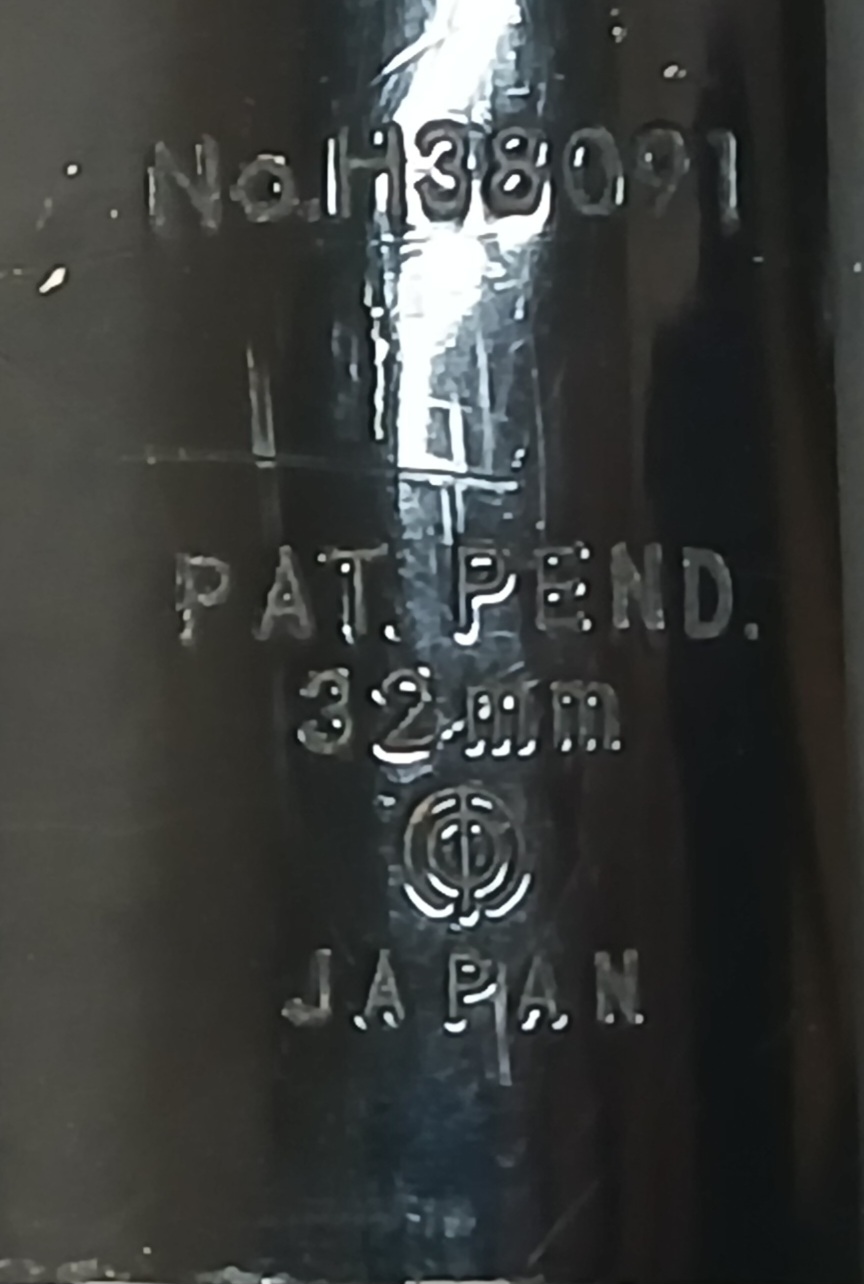 No.H38091
PAT. PEND.
32mm
JAPAN